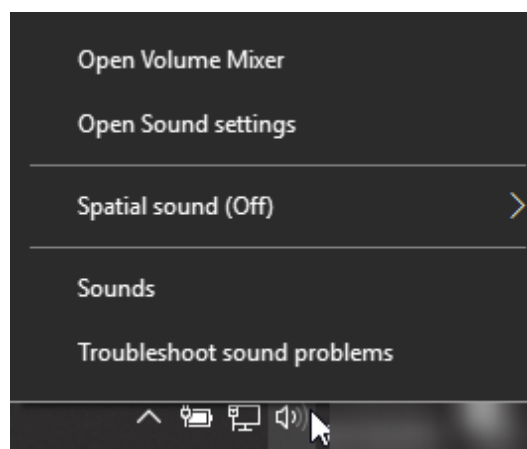 Open Volume Mixer
Open Sound settings
Spatial sound (Off)
Sounds
Troubleshoot sound problems